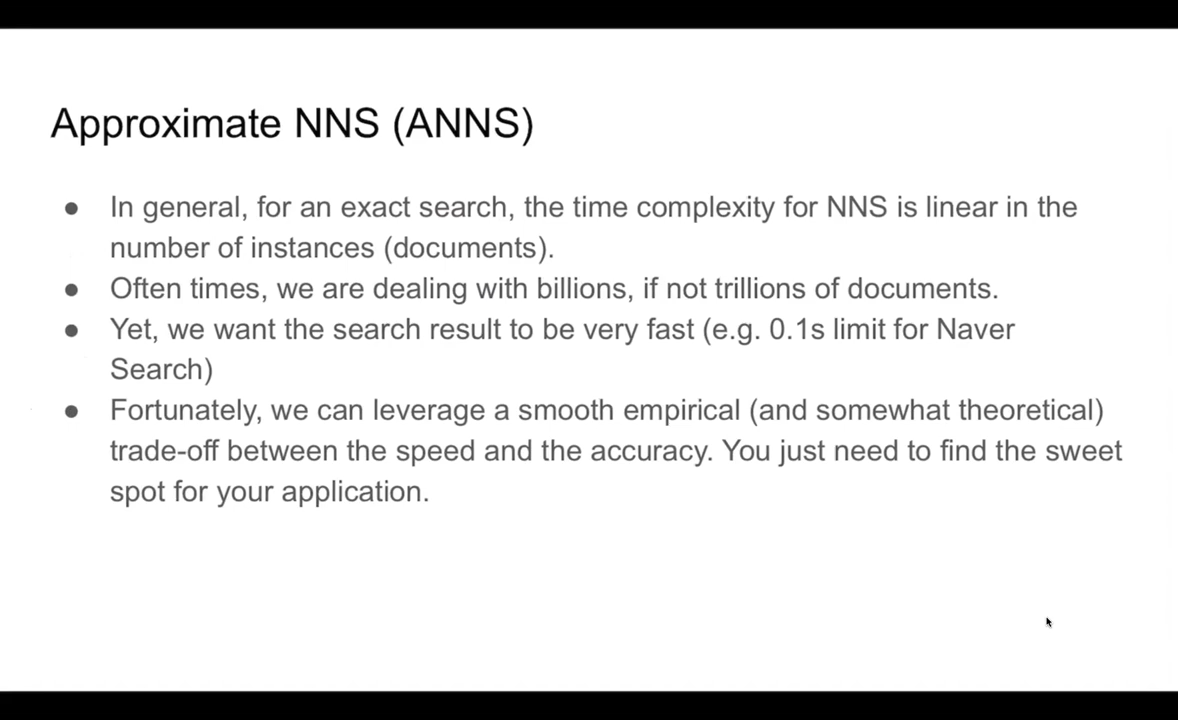 Approximate NNS (ANNS)
● In general, for an exact search, the time complexity for NNS is linear in the
number of instances (documents).
● Often times, we are dealing with billions, if not trillions of documents.
● Yet, we want the search result to be very fast (e.g. 0.1s limit for Naver
Search)
● Fortunately, we can leverage a smooth empirical (and somewhat theoretical)
trade-off between the speed and the accuracy. You just need to find the sweet
spot for your application.